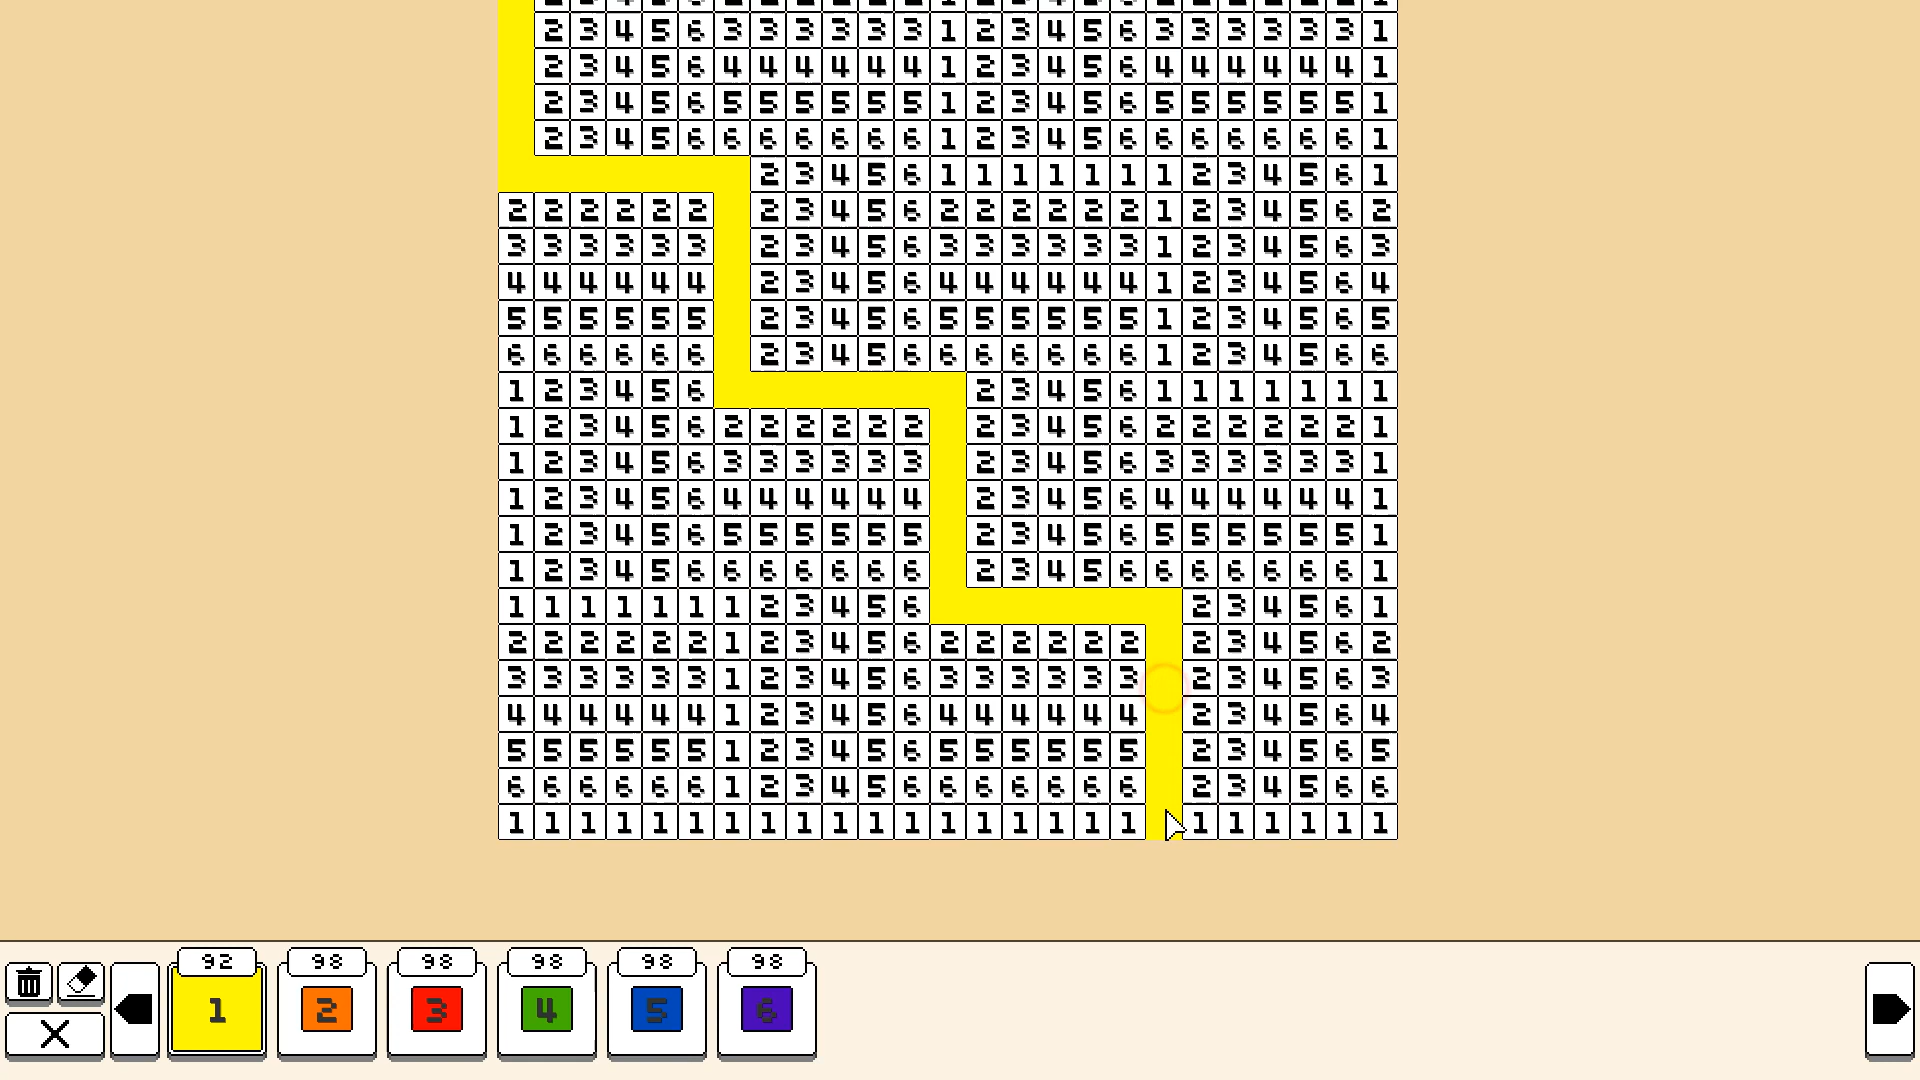 2 3 4 5 6 3 3 3 3 3 3 1 2 3 4 5 6 3 3 3 3 3 3 1
2 3 4 5 6 4 4 4 4 4 4 1 2 3 4 5 6 4 4 4 4 4 4 1
2 3 4 5 6 5 5 5 5 5 5 1 2 3 4 5 6 5 5 5 5 5 5 1
2 3 4 5 6 6 6 6 6 6 6 1 2 3 4 5 6 6 6 6 6 6 6 1
2 3 4 5 6 1 1 1 1 1 1 1 2 3 4 5 6 1
2 2 2 2 2 2 2 3 4 5 6 2 2 2 2 2 2 1 2 3 4 5 6 2
3 3 3 3 3 3 2 3 4 5 6 3 3 3 3 3 3 1 2 3 4 5 6 3
4 4 4 4 4 4 2 3 4 5 6 4 4 4 4 4 4 1 2 3 4 5 6 4
5 5 5 5 5 5 2 3 4 5 6 5 5 5 5 5 5 1 2 3 4 5 6 5
6 6 6 6 6 6 2 3 4 5 6 6 6 6 6 6 6 1 2 3 4 5 6 6
1 2 3 4 5 6 2 3 4 5 6 1 1 1 1 1 1 1
1 2 3 4 5 6 2 2 2 2 2 2 2 3 4 5 6 2 2 2 2 2 2 1
1 2 3 4 5 6 3 3 3 3 3 3 2 3 4 5 6 3 3 3 3 3 3 1
1 2 3 4 5 6 4 4 4 4 4 4 2 3 4 5 6 4 4 4 4 4 4 1
1 2 3 4 5 6 5 5 5 5 5 5 2 3 4 5 6 5 5 5 5 5 5 1
1 2 3 4 5 6 6 6 6 6 6 6 2 3 4 5 6 6 6 6 6 6 6 1
1 1 1 1 1 1 1 2 3 4 5 6 2 3 4 5 6 1
2 2 2 2 2 2 1 2 3 4 5 6 2 2 2 2 2 2 2 3 4 5 6 2
3 3 3 3 3 3 1 2 3 4 5 6 3 3 3 3 3 3 2 3 4 5 6 3
4 4 4 4 4 4 1 2 3 4 5 6 4 4 4 4 4 4 2 3 4 5 6 4
5 5 5 5 5 5 1 2 3 4 5 6 5 5 5 5 5 5 2 3 4 5 6 5
6 6 6 6 6 6 1 2 3 4 5 6 6 6 6 6 6 6 2 3 4 5 6 6
1 1 1 1 1 1 1 1 1 1 1 1 1 1 1 1 1 1 1 1 1 1 1 1
92 98 98 98 98 98
1 2 3 4 5 6